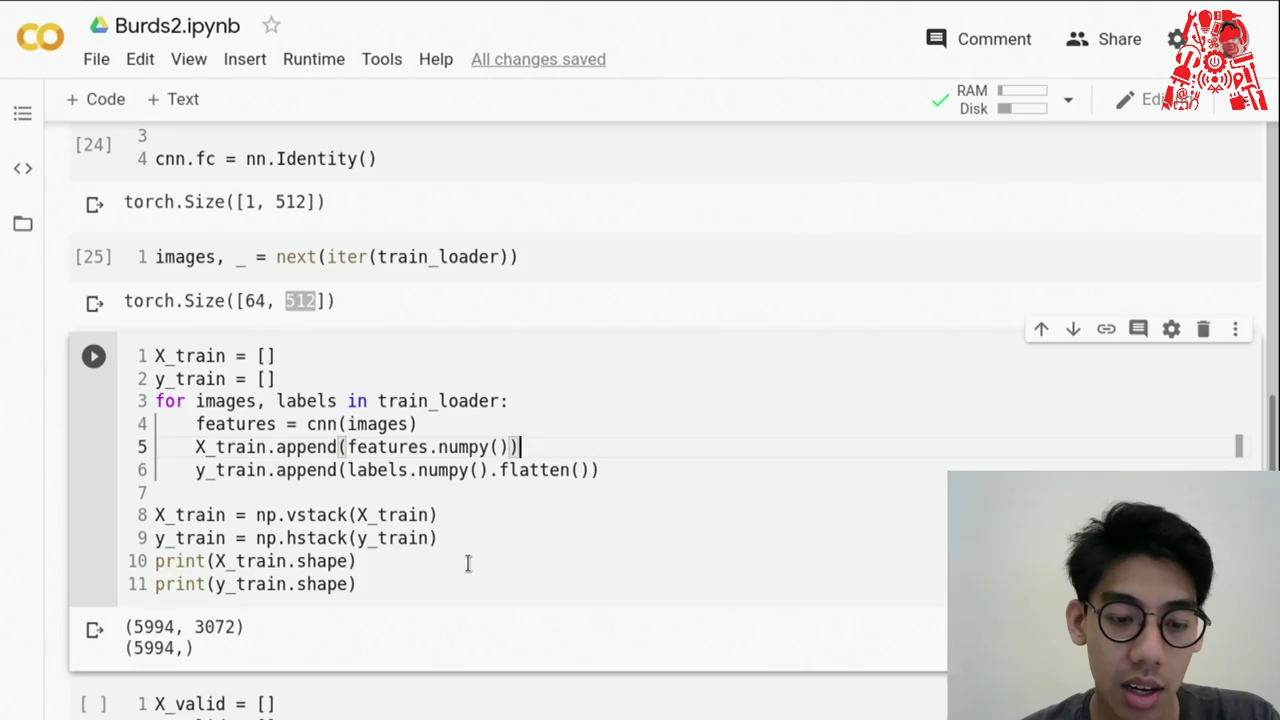 Burds2.ipynb
Comment
Share
File Edit View Insert Runtime Tools Help All changes saved
+ Code + Text
RAM
Disk
[24]
3
4 cnn.fc = nn.Identity()
torch.Size([1, 512])
[25] 1 images, _ = next(iter(train_loader))
torch.Size([64, 512])
1 X_train = []
2 y_train = []
3 for images, labels in train_loader:
4 features = cnn(images)
5 X_train.append(features.numpy())
6 y_train.append(labels.numpy().flatten())
7
8 X_train = np.vstack(X_train)
9 y_train = np.hstack(y_train)
10 print(X_train.shape)
11 print(y_train.shape)
(5994, 3072)
(5994,)
[ ] 1 X_valid = []